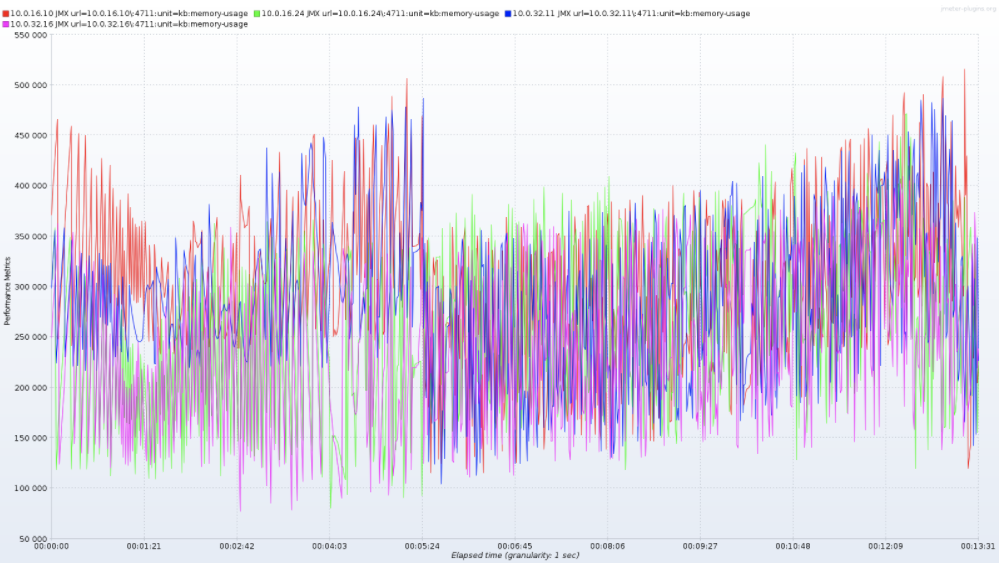 jmeter-plugins.org
10.0.16.10 JMX url=10.0.16.10\:4711:unit=kb:memory-usage 10.0.16.24 JMX url=10.0.16.24\:4711:unit=kb:memory-usage 10.0.32.11 JMX url=10.0.32.11\:4711:unit=kb:memory-usage
10.0.32.16 JMX url=10.0.32.16\:4711:unit=kb:memory-usage
550 000
500 000
450 000
400 000
350 000
300 000
250 000
200 000
150 000
100 000
50 000
Performance Metrics
00:00:00 00:01:21 00:02:42 00:04:03 00:05:24 00:06:45 00:08:06 00:09:27 00:10:48 00:12:09 00:13:31
Elapsed time (granularity: 1 sec)